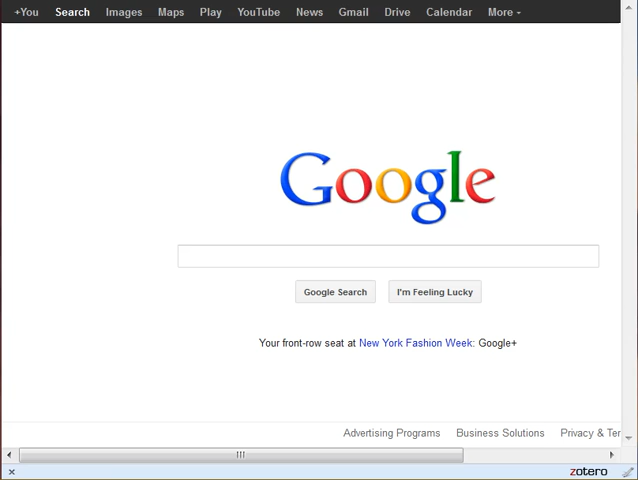 +You Search Images Maps Play YouTube News Gmail Drive Calendar More
Google
Google Search I'm Feeling Lucky
Your front-row seat at New York Fashion Week: Google+
Advertising Programs Business Solutions Privacy & Ter
zotero